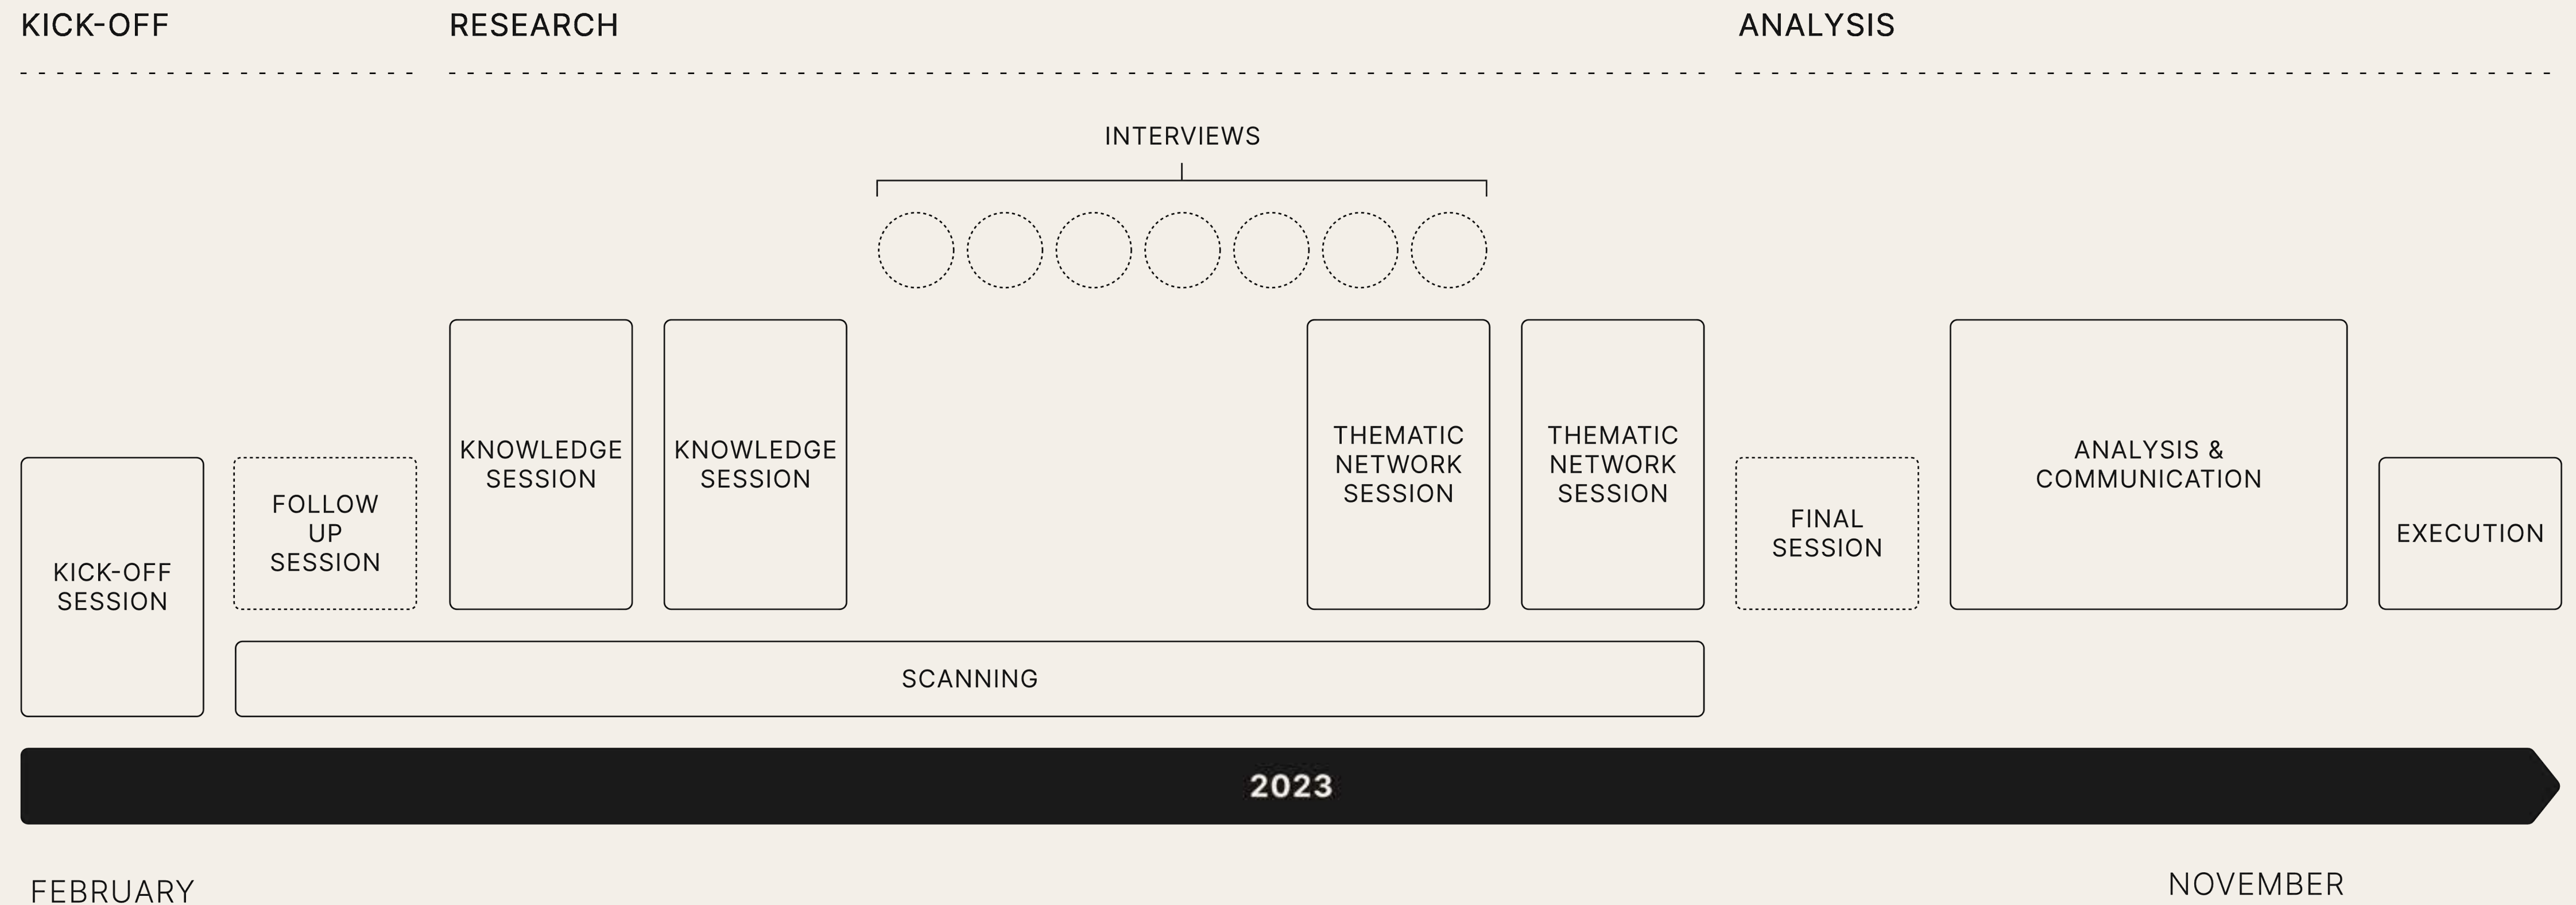 KICK-OFF
RESEARCH
ANALYSIS
INTERVIEWS
KICK-OFF
SESSION
FOLLOW
UP
SESSION
KNOWLEDGE
SESSION
KNOWLEDGE
SESSION
THEMATIC
NETWORK
SESSION
THEMATIC
NETWORK
SESSION
FINAL
SESSION
ANALYSIS &
COMMUNICATION
EXECUTION
SCANNING
2023
FEBRUARY
NOVEMBER